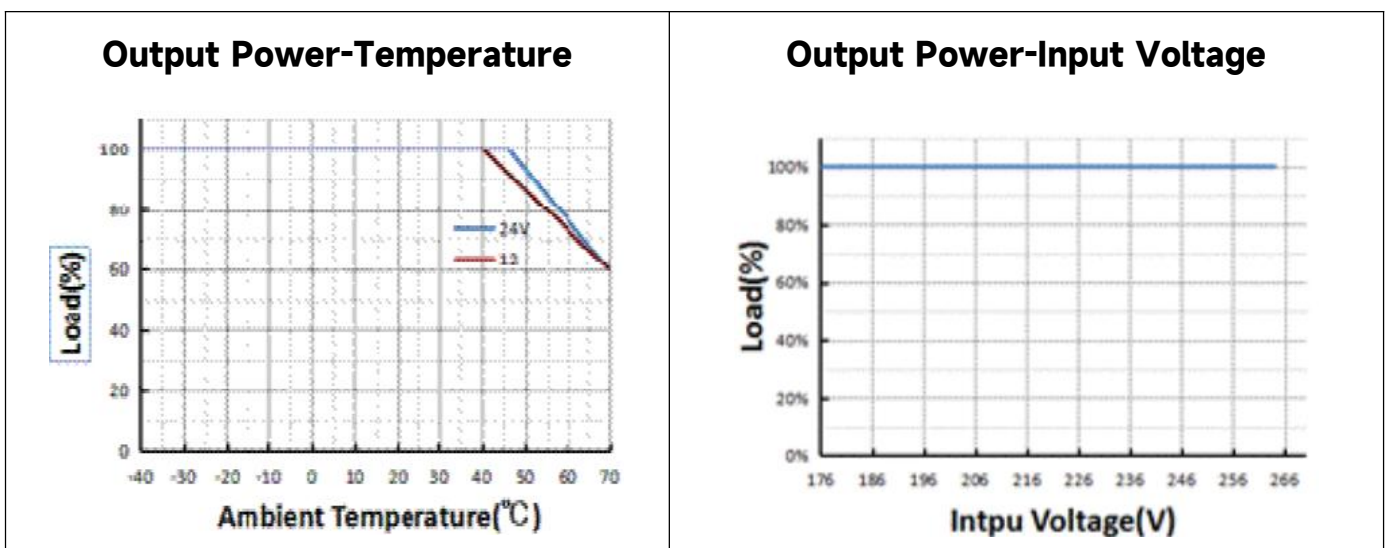 Output Power-Temperature
100
80
60
40
20
0
Load(%)
24V
12
-40 -30 -20 -10 0 10 20 30 40 50 60 70
Ambient Temperature(℃)
Output Power-Input Voltage
100%
80%
60%
40%
20%
0%
Load(%)
176 186 196 206 216 226 236 246 256 266
Intpu Voltage(V)